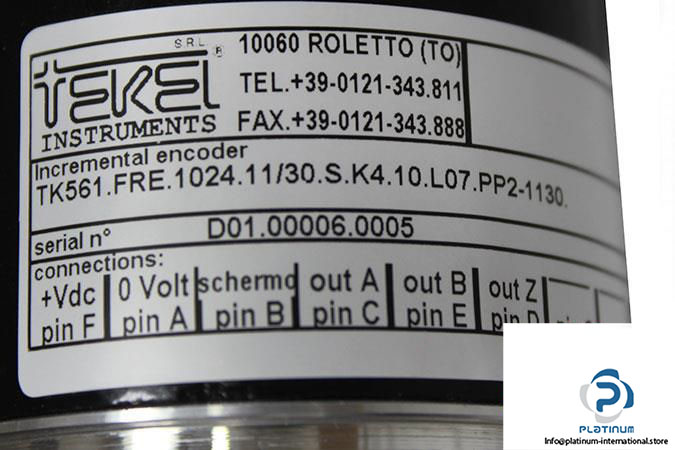 S.R.L. ®
TEKEL
INSTRUMENTS
10060 ROLETTO (TO)
TEL.+39-0121-343.811
FAX.+39-0121-343.888
Incremental encoder
TK561.FRE.1024.11/30.S.K4.10.L07.PP2-1130.
serial n° D01.00006.0005
connections:
+Vdc 0 Volt schermo out A out B out Z
pin F pin A pin B pin C pin E pin D
PLATINUM
Info@platinum-international.store